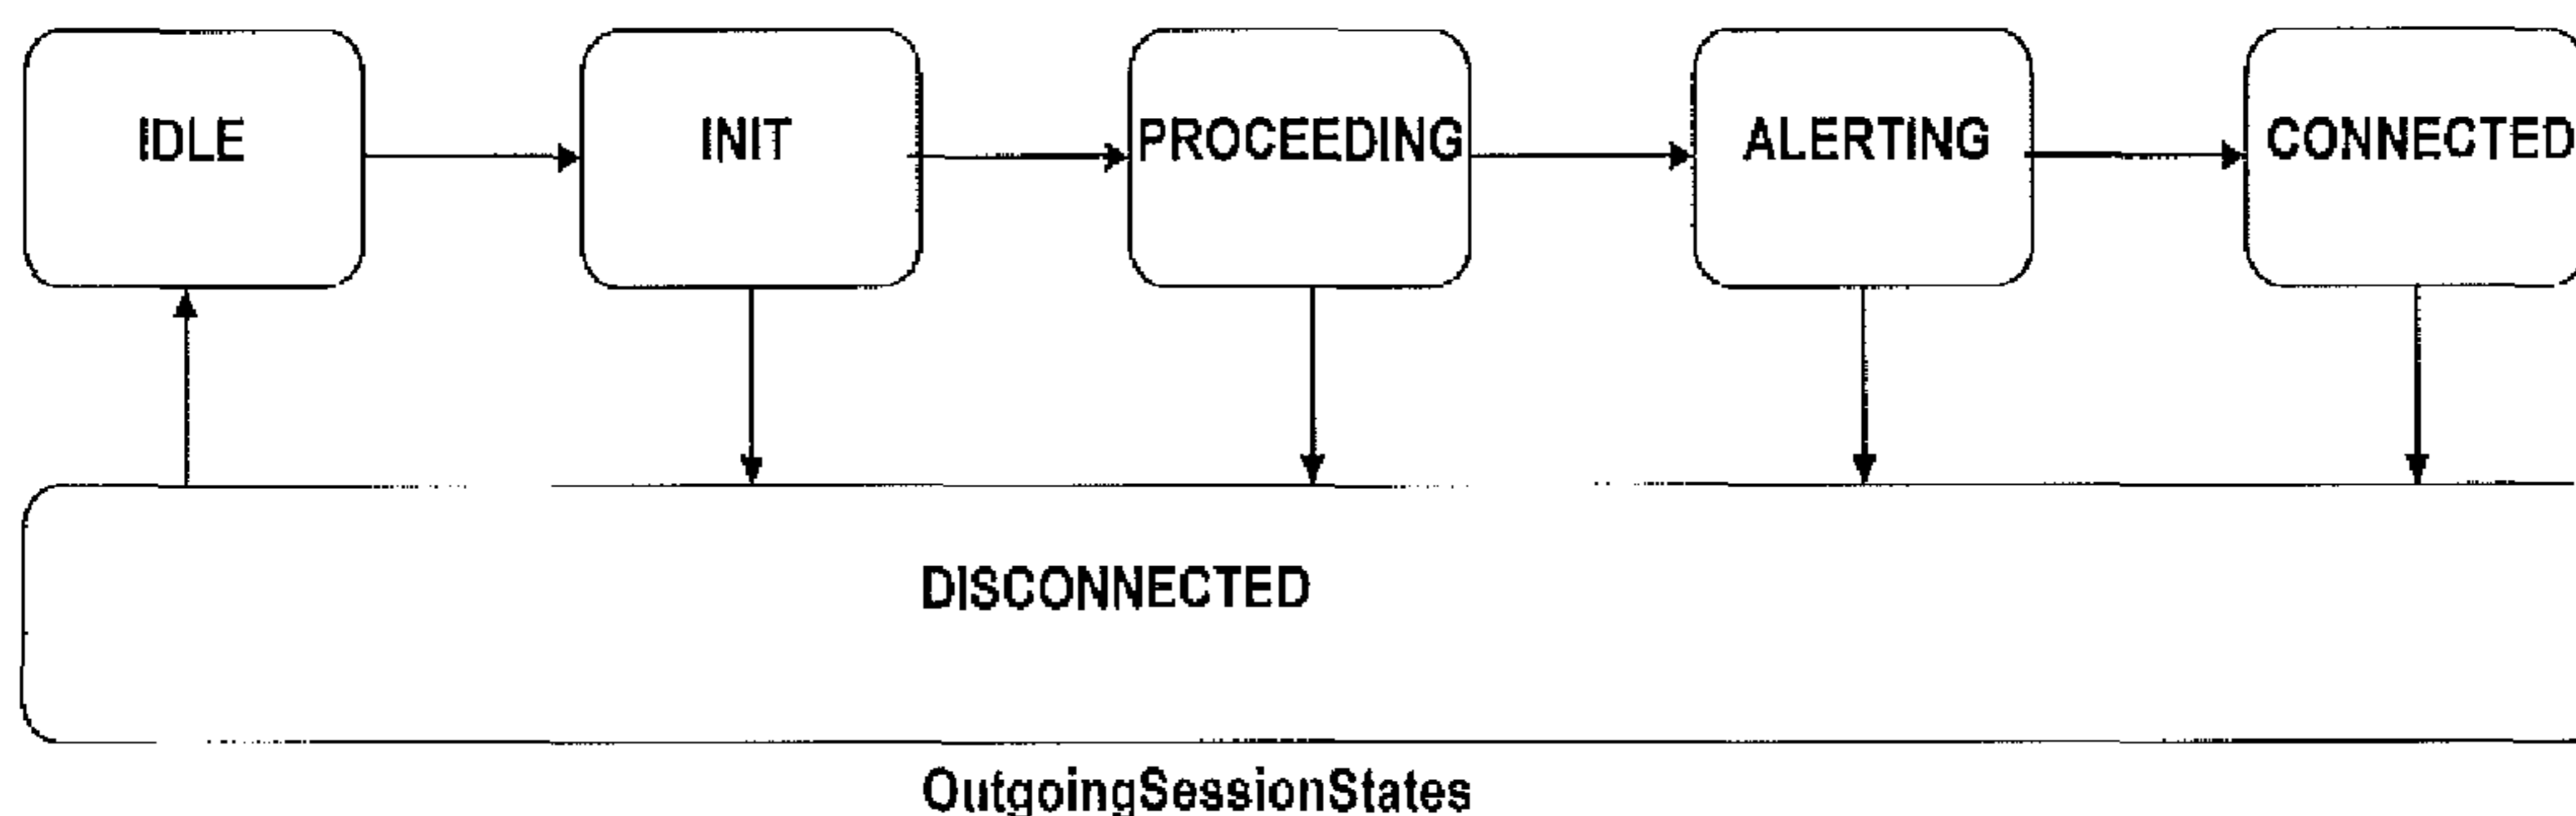 IDLE INIT PROCEEDING ALERTING CONNECTED
DISCONNECTED
OutgoingSessionStates